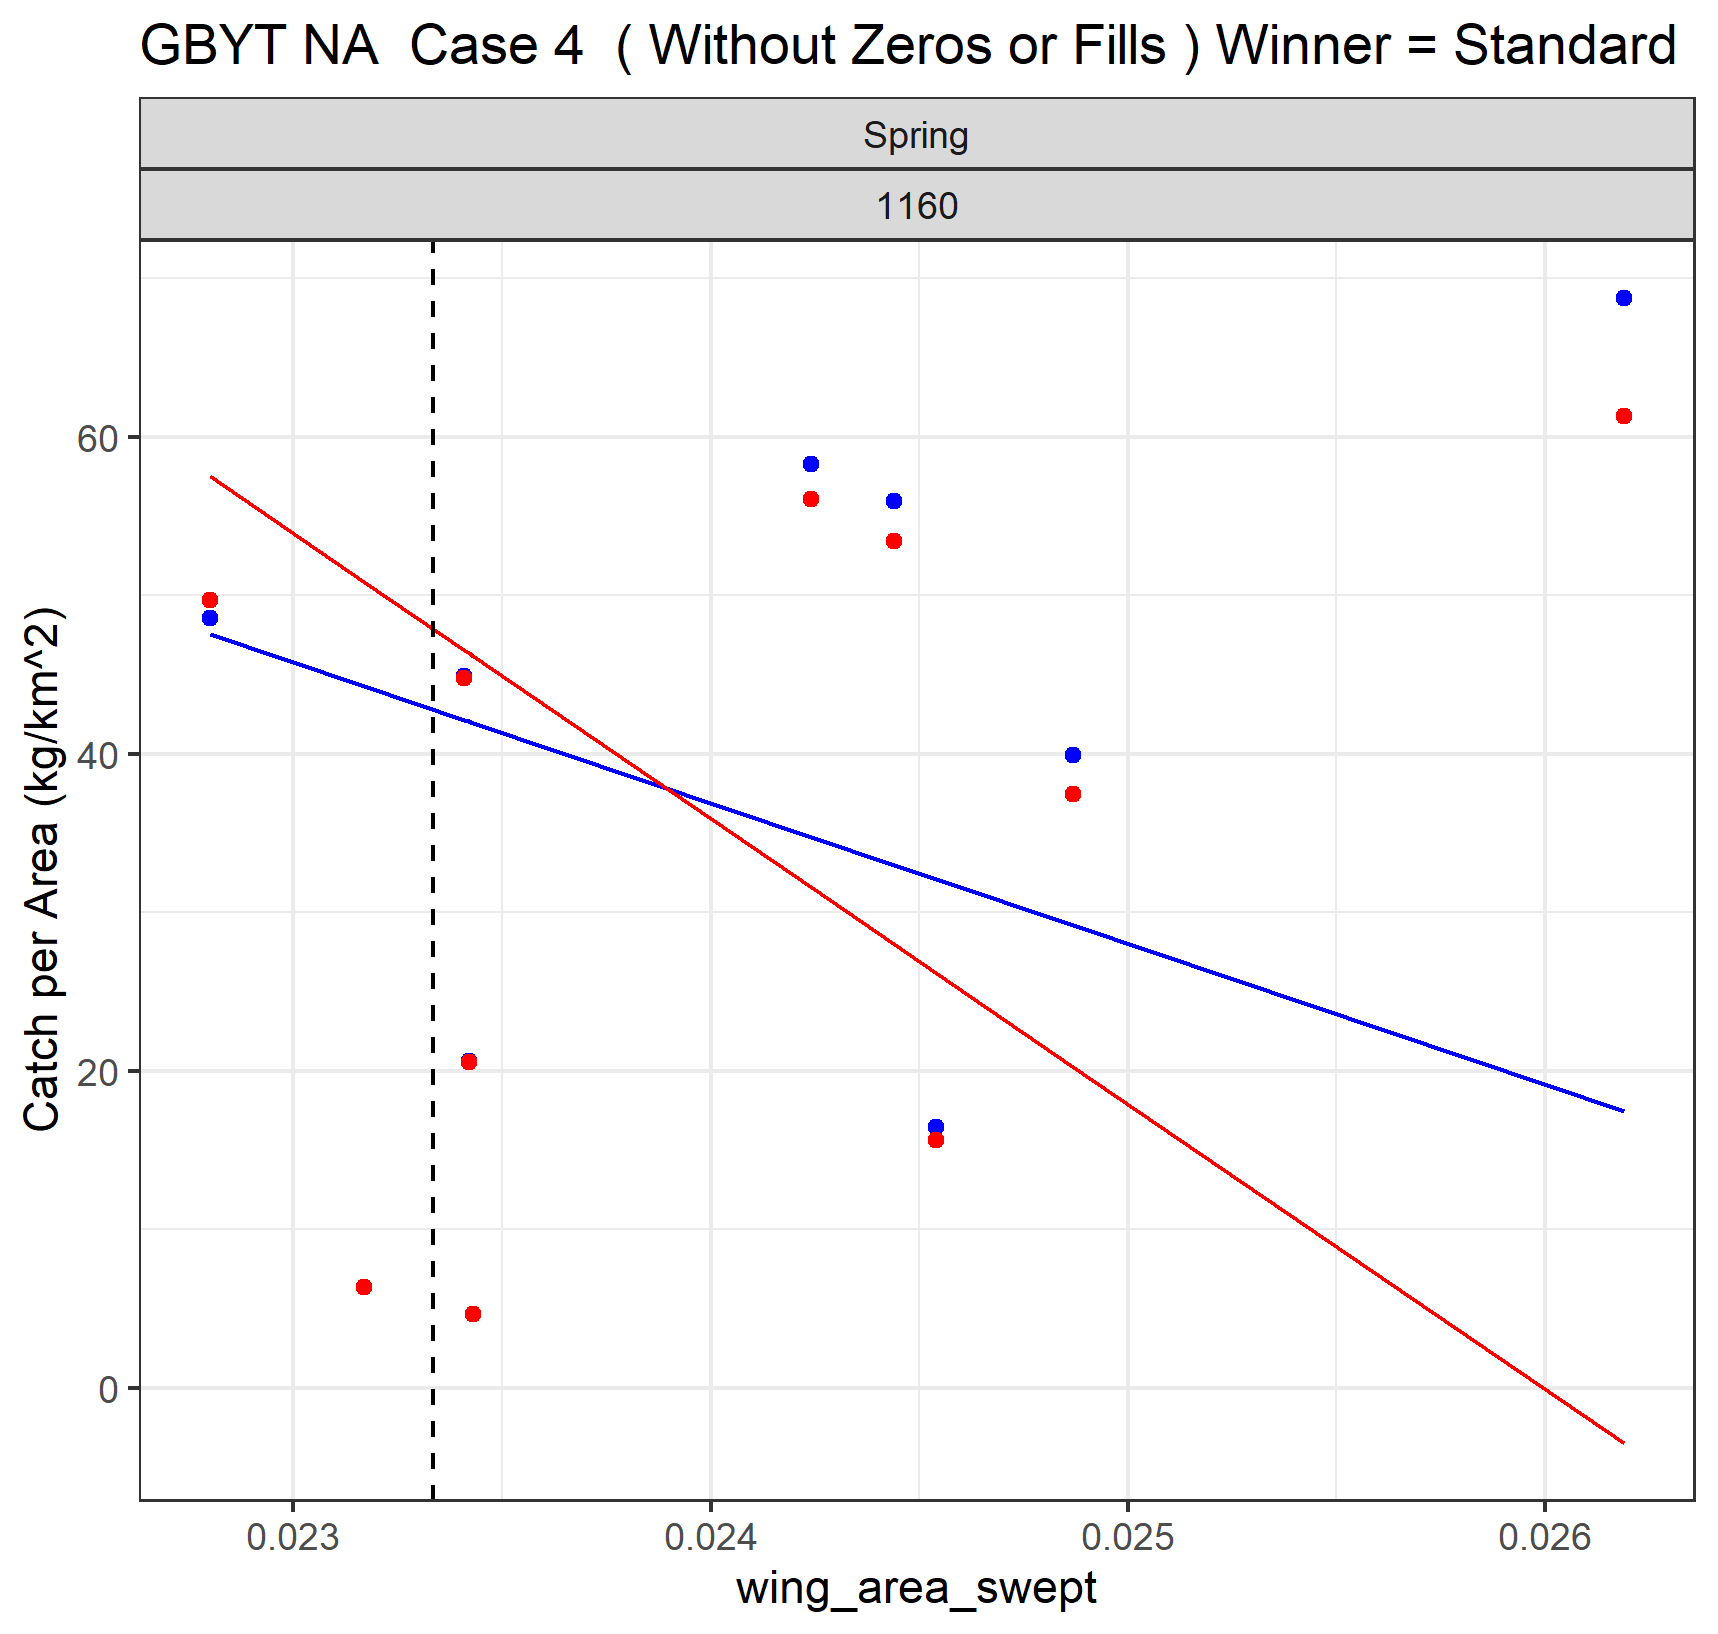 GBYT NA  Case 4  ( Without Zeros or Fills ) Winner = Standard
Spring
1160
Catch per Area (kg/km^2)
60
40
20
0
0.023
0.024
0.025
0.026
wing_area_swept